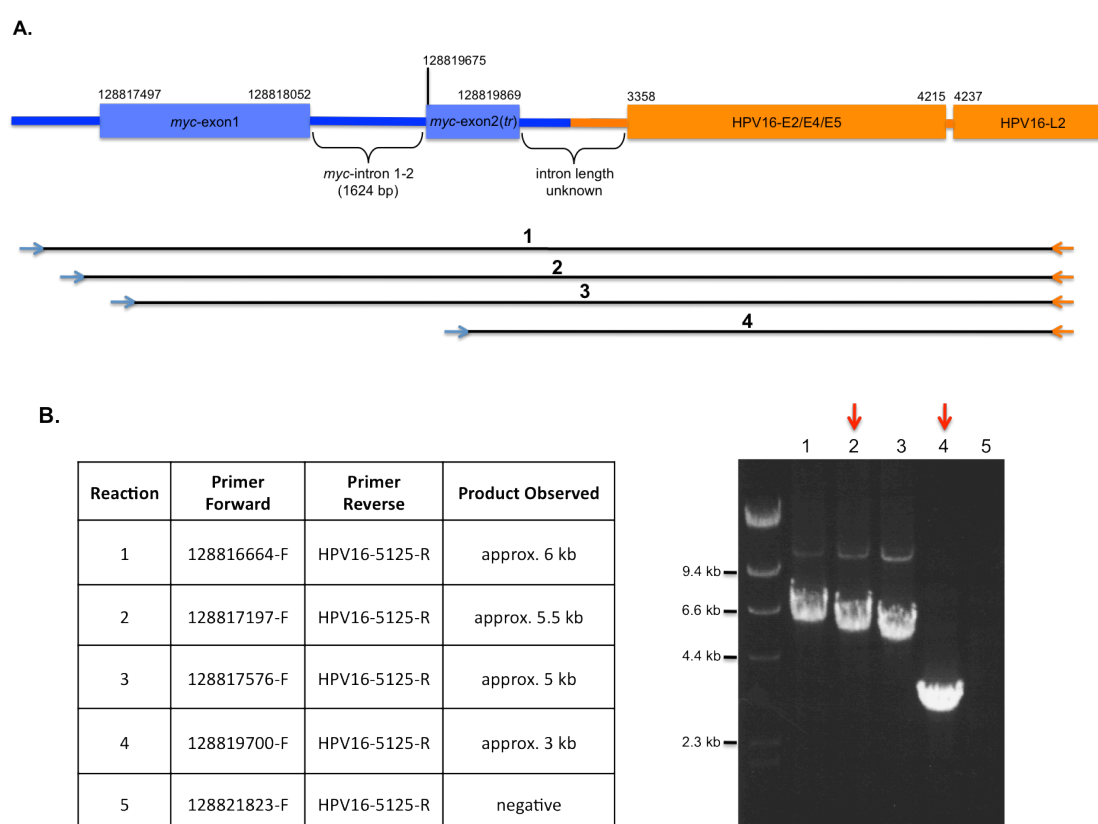 A.
128819675
128817497 128818052 128819869 3358 4215 4237
myc-exon1 myc-exon2(tr) HPV16-E2/E4/E5 HPV16-L2
myc-intron 1-2
(1624 bp)
intron length
unknown
1
2
3
4
B.
Reaction Primer Forward Primer Reverse Product Observed
1 128816664-F HPV16-5125-R approx. 6 kb
2 128817197-F HPV16-5125-R approx. 5.5 kb
3 128817576-F HPV16-5125-R approx. 5 kb
4 128819700-F HPV16-5125-R approx. 3 kb
5 128821823-F HPV16-5125-R negative
1 2 3 4 5
9.4 kb
6.6 kb
4.4 kb
2.3 kb